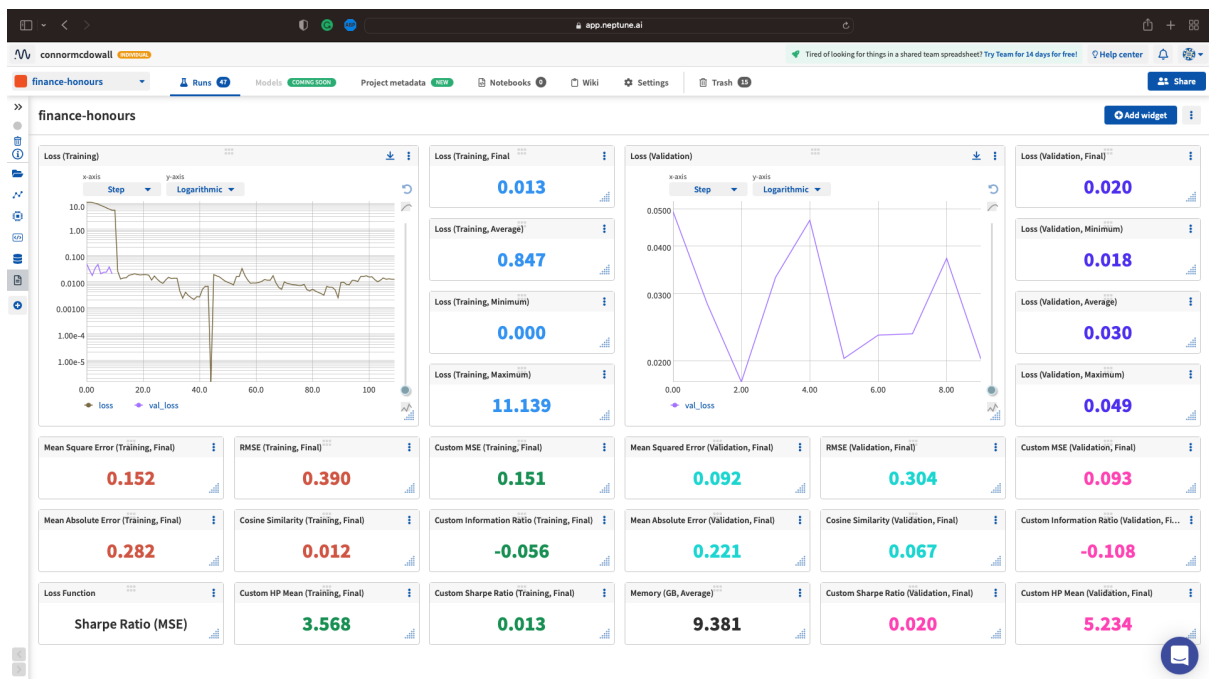 app.neptune.ai
connormcdowall INDIVIDUAL
Tired of looking for things in a shared team spreadsheet? Try Team for 14 days for free! Help center
finance-honours Runs 47 Models COMING SOON Project metadata NEW Notebooks 0 Wiki Settings Trash 15 Share
finance-honours Add widget
Loss (Training)
x-axis y-axis
Step Logarithmic
10.0
1.00
0.100
0.0100
0.00100
1.00e-4
1.00e-5
0.00 20.0 40.0 60.0 80.0 100
loss val_loss
Loss (Training, Final
0.013
Loss (Training, Average)
0.847
Loss (Training, Minimum)
0.000
Loss (Training, Maximum)
11.139
Loss (Validation)
x-axis y-axis
Step Logarithmic
0.0500
0.0400
0.0300
0.0200
0.00 2.00 4.00 6.00 8.00
val_loss
Loss (Validation, Final)
0.020
Loss (Validation, Minimum)
0.018
Loss (Validation, Average)
0.030
Loss (Validation, Maximum)
0.049
Mean Square Error (Training, Final)
0.152
RMSE (Training, Final)
0.390
Custom MSE (Training, Final)
0.151
Mean Squared Error (Validation, Final)
0.092
RMSE (Validation, Final)
0.304
Custom MSE (Validation, Final)
0.093
Mean Absolute Error (Training, Final)
0.282
Cosine Similarity (Training, Final)
0.012
Custom Information Ratio (Training, Final)
-0.056
Mean Absolute Error (Validation, Final)
0.221
Cosine Similarity (Validation, Final)
0.067
Custom Information Ratio (Validation, Fi...
-0.108
Loss Function
Sharpe Ratio (MSE)
Custom HP Mean (Training, Final)
3.568
Custom Sharpe Ratio (Training, Final)
0.013
Memory (GB, Average)
9.381
Custom Sharpe Ratio (Validation, Final)
0.020
Custom HP Mean (Validation, Final)
5.234